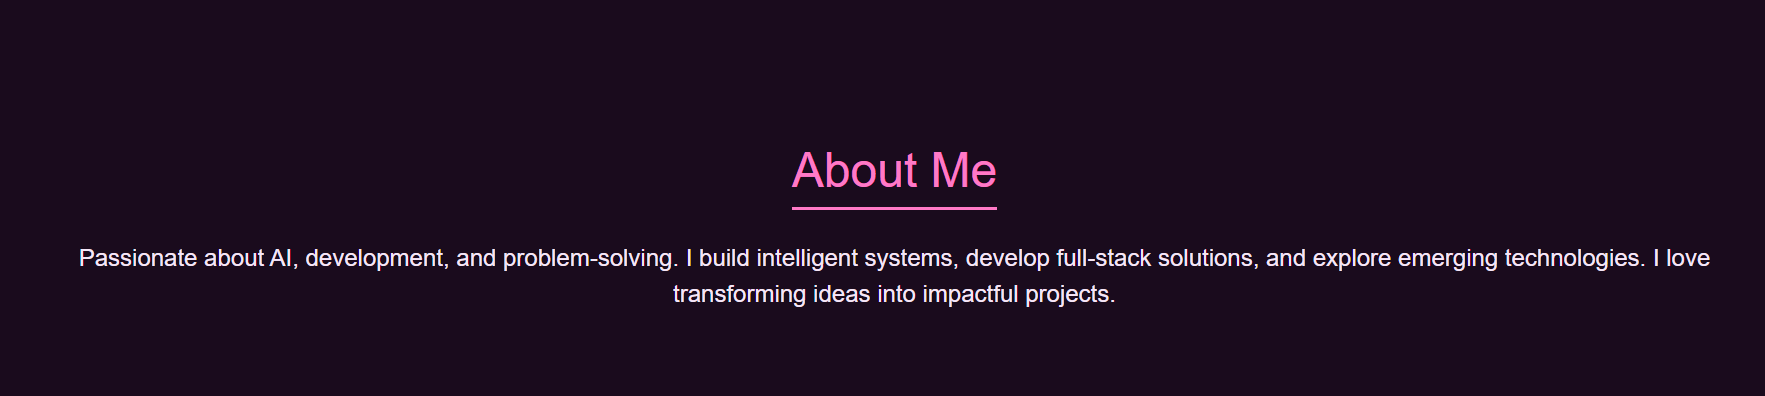 About Me
Passionate about AI, development, and problem-solving. I build intelligent systems, develop full-stack solutions, and explore emerging technologies. I love
transforming ideas into impactful projects.